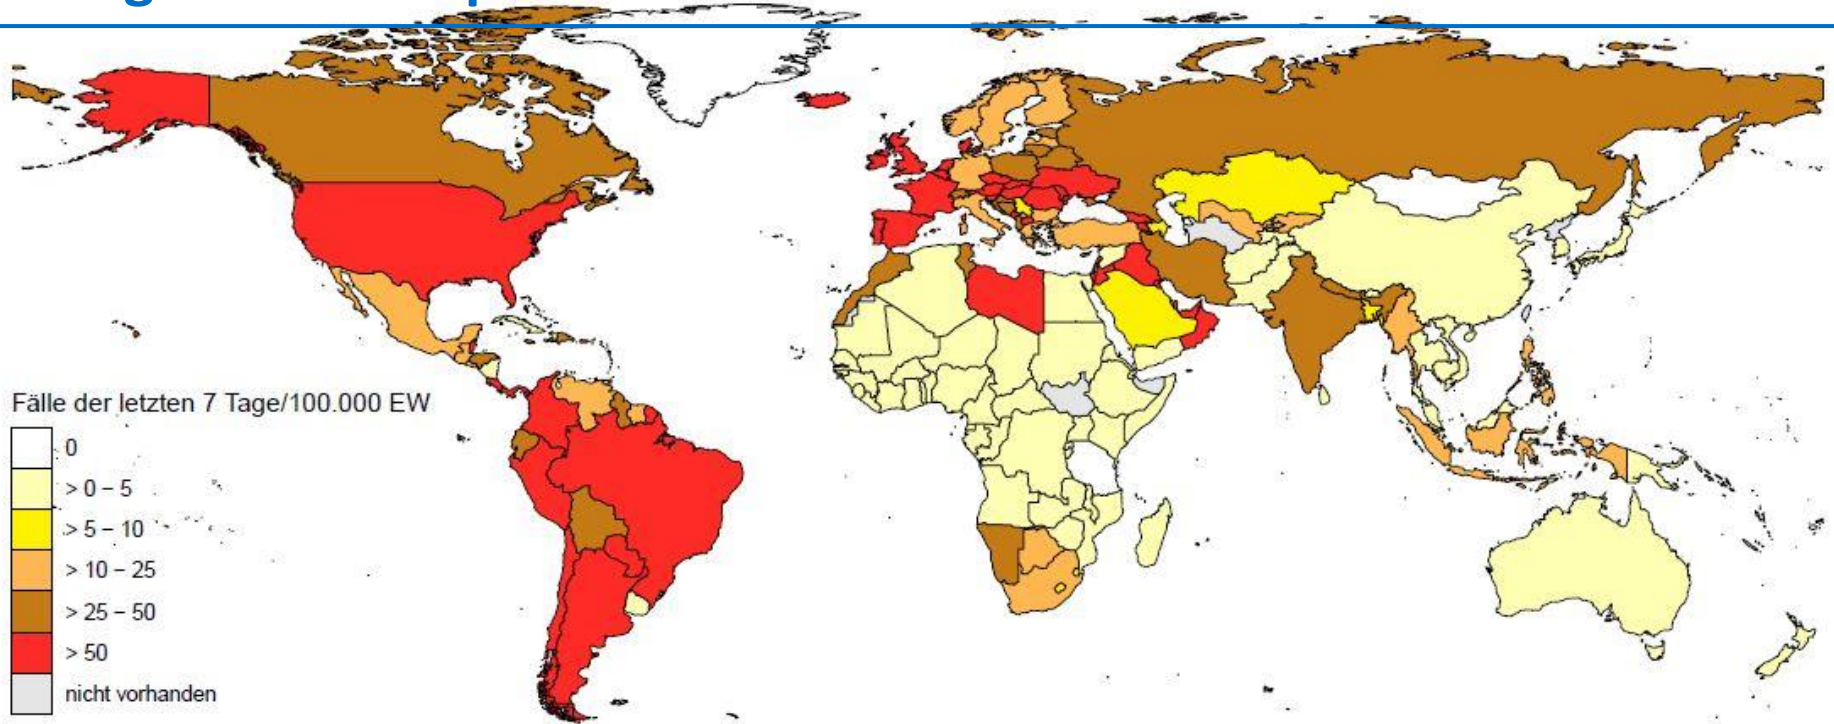 Fälle der letzten 7 Tage/100.000 EW
0
> 0 – 5
> 5 – 10
> 10 – 25
> 25 – 50
> 50
nicht vorhanden